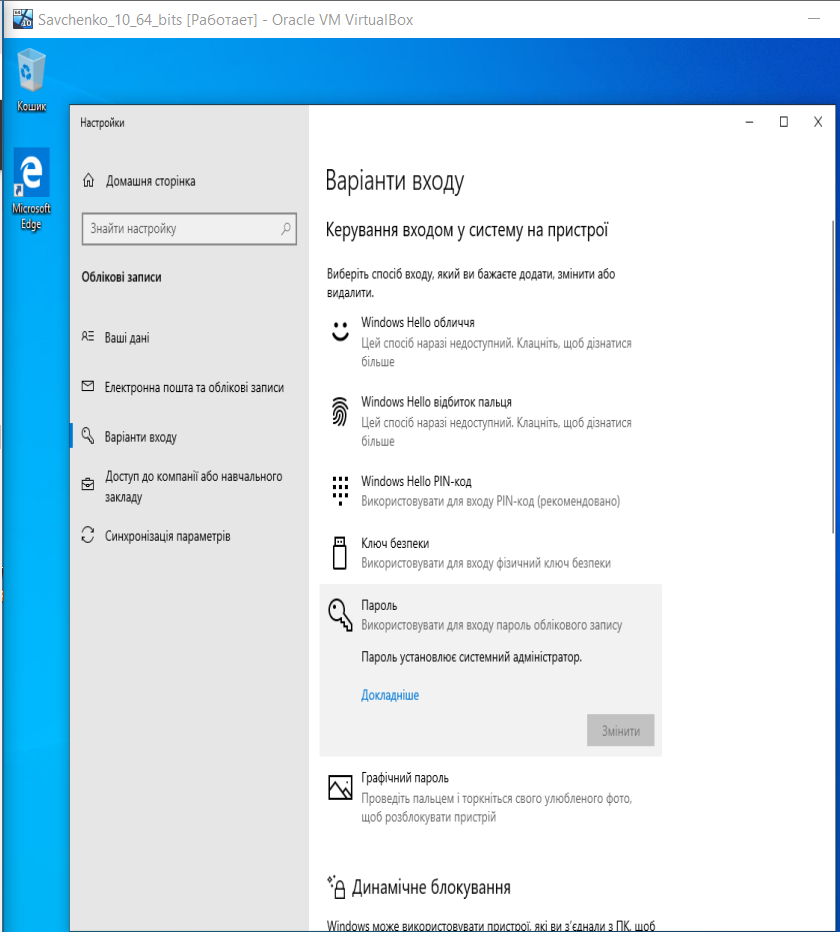 Savchenko_10_64_bits [Работает] - Oracle VM VirtualBox
Кошик
Microsoft
Edge
Настройки
Домашня сторінка
Знайти настройку
Облікові записи
Ваші дані
Електронна пошта та облікові записи
Варіанти входу
Доступ до компанії або навчального
закладу
Синхронізація параметрів
Варіанти входу
Керування входом у систему на пристрої
Виберіть спосіб входу, який ви бажаєте додати, змінити або
видалити.
Windows Hello обличчя
Цей спосіб наразі недоступний. Клацніть, щоб дізнатися
більше
Windows Hello відбиток пальця
Цей спосіб наразі недоступний. Клацніть, щоб дізнатися
більше
Windows Hello PIN-код
Використовувати для входу PIN-код (рекомендовано)
Ключ безпеки
Використовувати для входу фізичний ключ безпеки
Пароль
Використовувати для входу пароль облікового запису
Пароль установлює системний адміністратор.
Докладніше
Змінити
Графічний пароль
Проведіть пальцем і торкніться свого улюбленого фото,
щоб розблокувати пристрій
Динамічне блокування
Windows може використовувати пристрої, які ви з’єднали з ПК, щоб